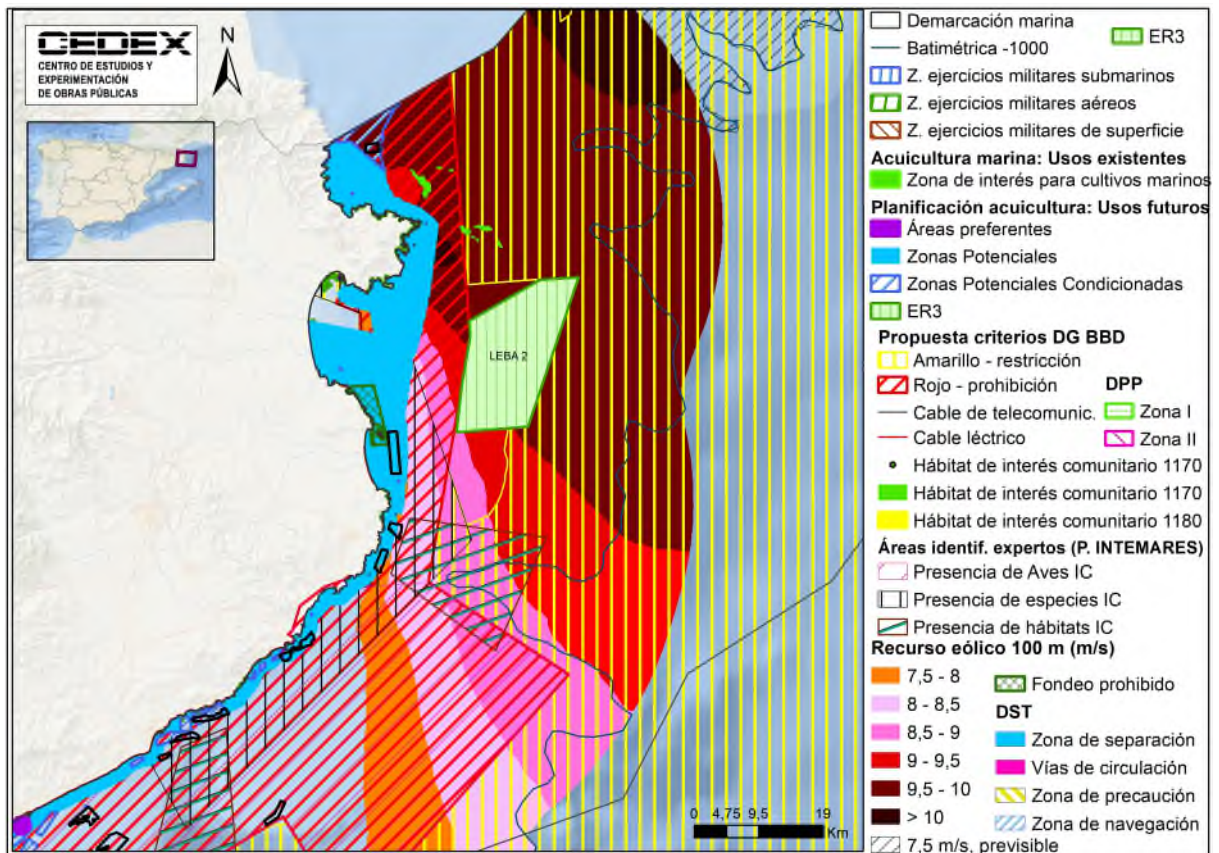 CEDEX
CENTRO DE ESTUDIOS Y
EXPERIMENTACIÓN
DE OBRAS PÚBLICAS
N
LEBA 2
0 4,75 9,5 19
Km
Demarcación marina
ER3
Batimétrica -1000
Z. ejercicios militares submarinos
Z. ejercicios militares aéreos
Z. ejercicios militares de superficie
Acuicultura marina: Usos existentes
Zona de interés para cultivos marinos
Planificación acuicultura: Usos futuros
Áreas preferentes
Zonas Potenciales
Zonas Potenciales Condicionadas
ER3
Propuesta criterios DG BBD
Amarillo - restricción
Rojo - prohibición
DPP
Cable de telecomunic.
Zona I
Cable léctrico
Zona II
Hábitat de interés comunitario 1170
Hábitat de interés comunitario 1170
Hábitat de interés comunitario 1180
Áreas identif. expertos (P. INTEMARES)
Presencia de Aves IC
Presencia de especies IC
Presencia de hábitats IC
Recurso eólico 100 m (m/s)
7,5 - 8
Fondeo prohibido
8 - 8,5
DST
8,5 - 9
Zona de separación
9 - 9,5
Vías de circulación
9,5 - 10
Zona de precaución
> 10
Zona de navegación
7,5 m/s, previsible